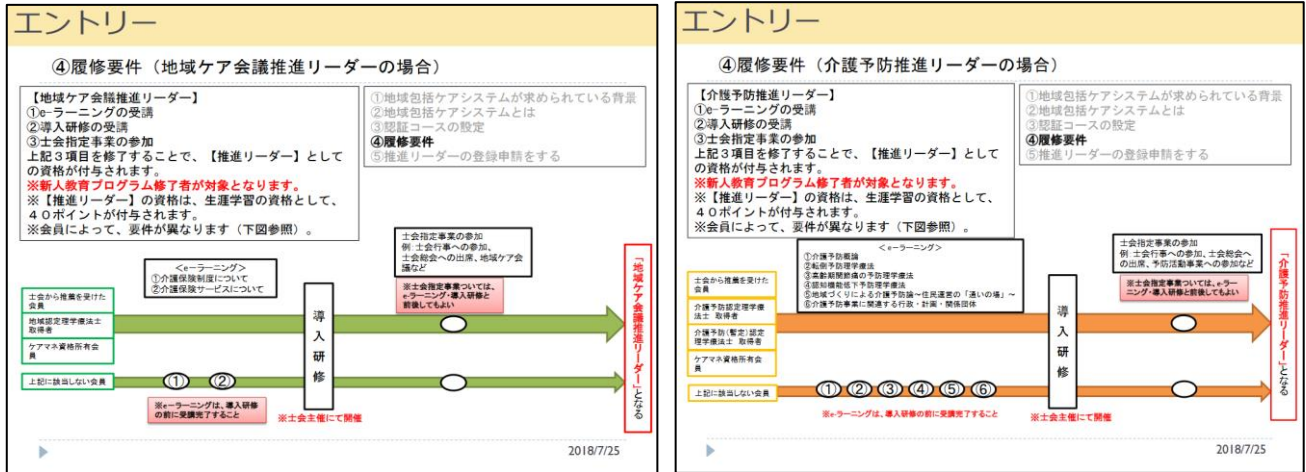 エントリー
④履修要件（地域ケア会議推進リーダーの場合）
【地域ケア会議推進リーダー】
①e-ラーニングの受講
②導入研修の受講
③士会指定事業の参加
上記３項目を修了することで、【推進リーダー】として
の資格が付与されます。
※新人教育プログラム修了者が対象となります。
※【推進リーダー】の資格は、生涯学習の資格として、
４０ポイントが付与されます。
※会員によって、要件が異なります（下図参照）。
①地域包括ケアシステムが求められている背景
②地域包括ケアシステムとは
③認証コースの設定
④履修要件
⑤推進リーダーの登録申請をする
＜e-ラーニング＞
①介護保険制度について
②介護保険サービスについて
士会指定事業の参加
例:士会行事への参加、
士会総会への出席、地域ケア会
議など
※士会指定事業ついては、
e-ラーニング・導入研修と
前後してもよい
士会から推薦を受けた
会員
地域認定理学療法士
取得者
ケアマネ資格所有会
員
上記に該当しない会員
① ②
導入研修
※e-ラーニングは、導入研修
の前に受講完了すること
※士会主催にて開催
「地域ケア会議推進リーダー」となる
2018/7/25
エントリー
④履修要件（介護予防推進リーダーの場合）
【介護予防推進リーダー】
①e-ラーニングの受講
②導入研修の受講
③士会指定事業の参加
上記３項目を修了することで、【推進リーダー】として
の資格が付与されます。
※新人教育プログラム修了者が対象となります。
※【推進リーダー】の資格は、生涯学習の資格として、
４０ポイントが付与されます。
※会員によって、要件が異なります（下図参照）。
①地域包括ケアシステムが求められている背景
②地域包括ケアシステムとは
③認証コースの設定
④履修要件
⑤推進リーダーの登録申請をする
＜e-ラーニング＞
①介護予防概論
②転倒予防理学療法
③高齢期関節痛の予防理学療法
④認知機能低下予防理学療法
⑤地域づくりによる介護予防論～住民運営の「通いの場」～
⑥介護予防事業に関連する行政・計画・関係団体
士会指定事業の参加
例:士会行事への参加、士会総会へ
の出席、予防活動事業への参加など
※士会指定事業ついては、e-ラー
ニング・導入研修と前後してもよい
士会から推薦を受けた
会員
介護予防認定理学療
法士 取得者
介護予防(暫定)認定
理学療法士 取得者
ケアマネ資格所有会
員
上記に該当しない会員
① ② ③ ④ ⑤ ⑥
導入研修
※e-ラーニングは、導入研修の前に受講完了すること
※士会主催にて開催
「介護予防推進リーダー」となる
2018/7/25